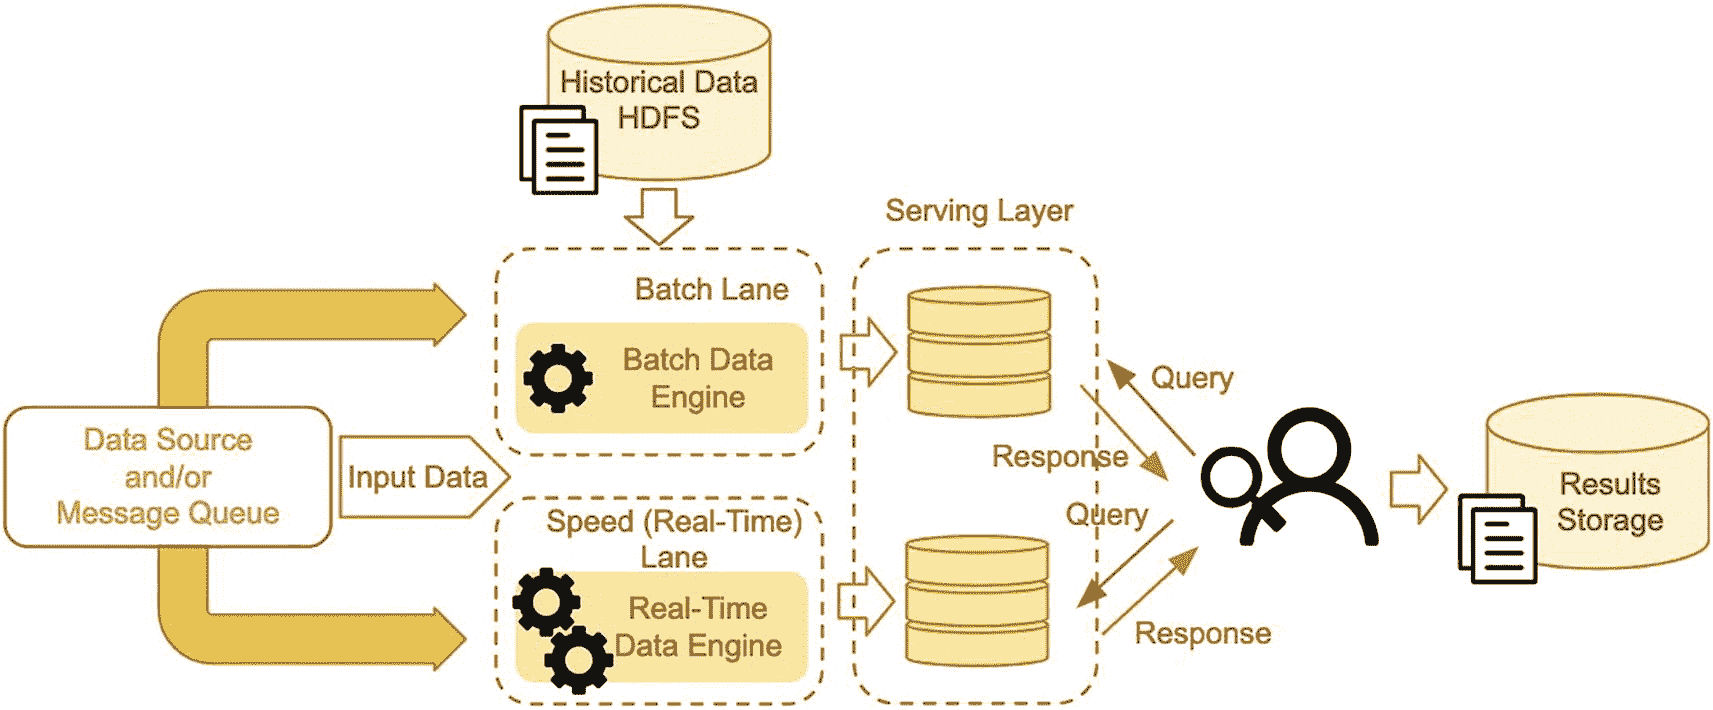 Historical Data
HDFS
Serving Layer
Batch Lane
Batch Data
Engine
Query
Data Source
and/or
Message Queue
Input Data
Response
Results
Storage
Query
Speed (Real-Time)
Lane
Real-Time
Data Engine
Response